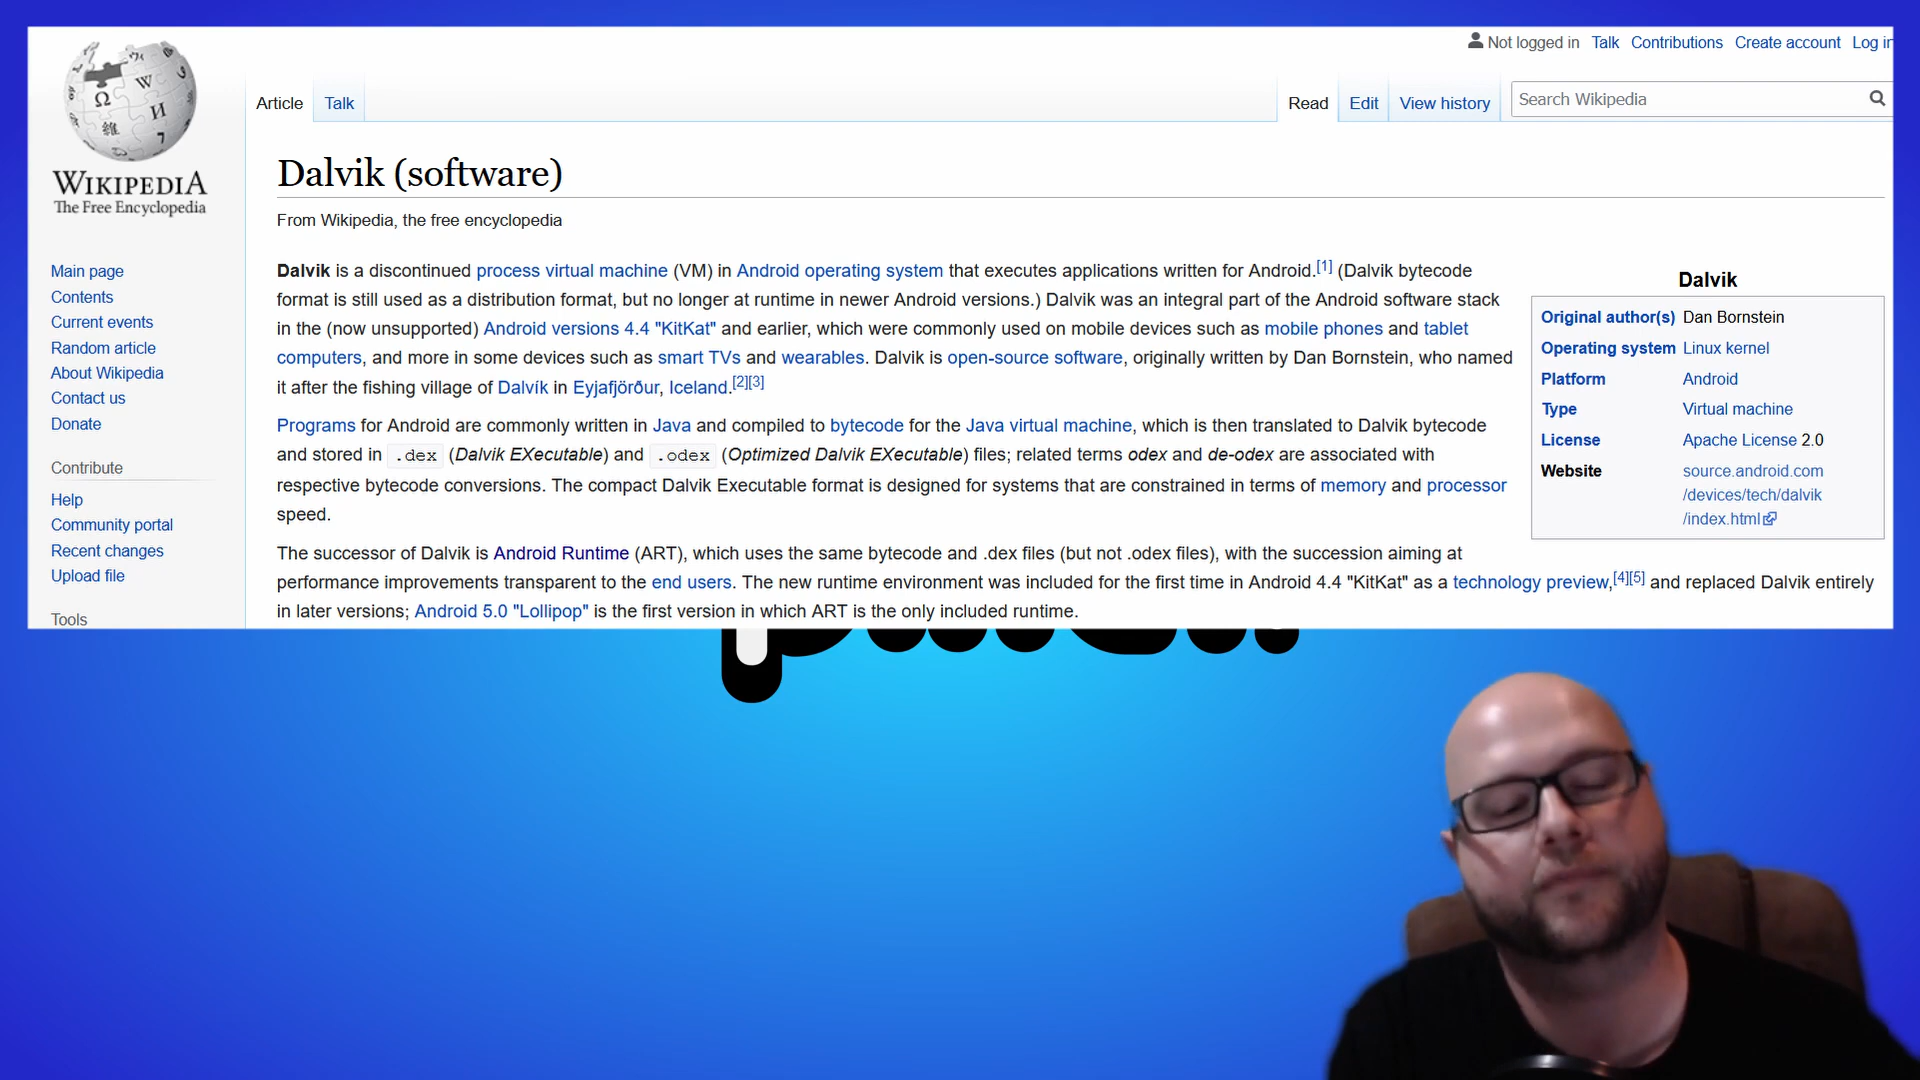 Not logged in Talk Contributions Create account Log in
Article Talk Read Edit View history Search Wikipedia
WIKIPEDIA
The Free Encyclopedia
Main page
Contents
Current events
Random article
About Wikipedia
Contact us
Donate
Contribute
Help
Community portal
Recent changes
Upload file
Tools
Dalvik (software)
From Wikipedia, the free encyclopedia
Dalvik is a discontinued process virtual machine (VM) in Android operating system that executes applications written for Android.[1] (Dalvik bytecode
format is still used as a distribution format, but no longer at runtime in newer Android versions.) Dalvik was an integral part of the Android software stack
in the (now unsupported) Android versions 4.4 "KitKat" and earlier, which were commonly used on mobile devices such as mobile phones and tablet
computers, and more in some devices such as smart TVs and wearables. Dalvik is open-source software, originally written by Dan Bornstein, who named
it after the fishing village of Dalvík in Eyjafjörður, Iceland.[2][3]
Programs for Android are commonly written in Java and compiled to bytecode for the Java virtual machine, which is then translated to Dalvik bytecode
and stored in .dex (Dalvik EXecutable) and .odex (Optimized Dalvik EXecutable) files; related terms odex and de-odex are associated with
respective bytecode conversions. The compact Dalvik Executable format is designed for systems that are constrained in terms of memory and processor
speed.
The successor of Dalvik is Android Runtime (ART), which uses the same bytecode and .dex files (but not .odex files), with the succession aiming at
performance improvements transparent to the end users. The new runtime environment was included for the first time in Android 4.4 "KitKat" as a technology preview,[4][5] and replaced Dalvik entirely
in later versions; Android 5.0 "Lollipop" is the first version in which ART is the only included runtime.
Dalvik
Original author(s) Dan Bornstein
Operating system Linux kernel
Platform Android
Type Virtual machine
License Apache License 2.0
Website source.android.com
/devices/tech/dalvik
/index.html